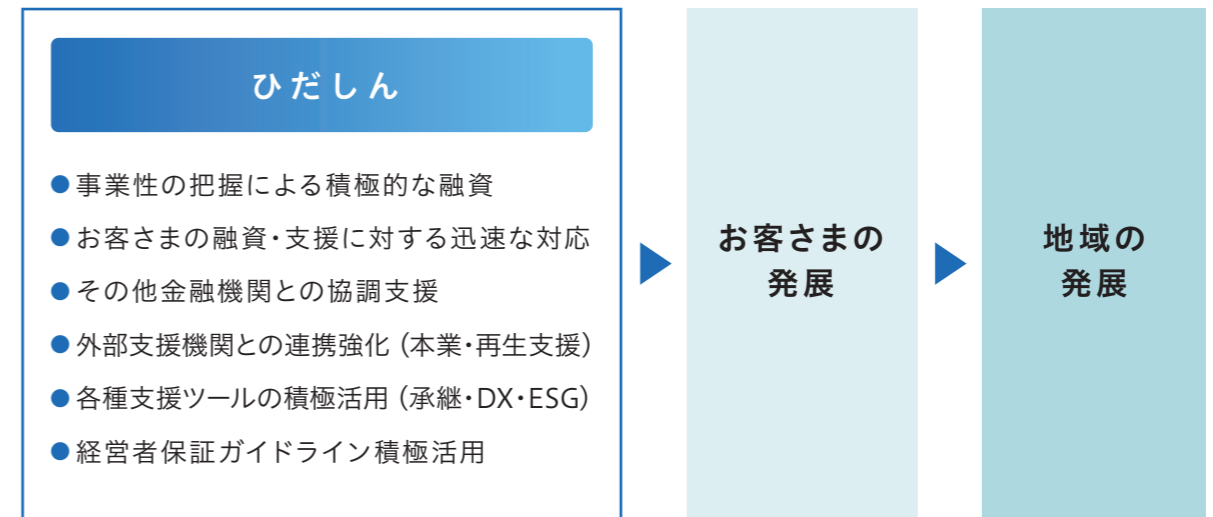 ひだしん
●事業性の把握による積極的な融資
●お客さまの融資・支援に対する迅速な対応
●その他金融機関との協調支援
●外部支援機関との連携強化（本業・再生支援）
●各種支援ツールの積極活用（承継・DX・ESG）
●経営者保証ガイドライン積極活用
お客さまの
発展
地域の
発展